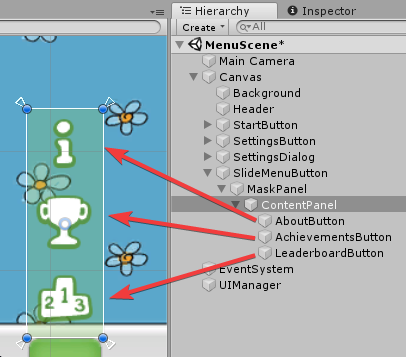 Hierarchy
Inspector
Create
All
MenuScene*
Main Camera
Canvas
Background
Header
StartButton
SettingsButton
SettingsDialog
SlideMenuButton
MaskPanel
ContentPanel
AboutButton
AchievementsButton
LeaderboardButton
EventSystem
UIManager
i
2 1 3